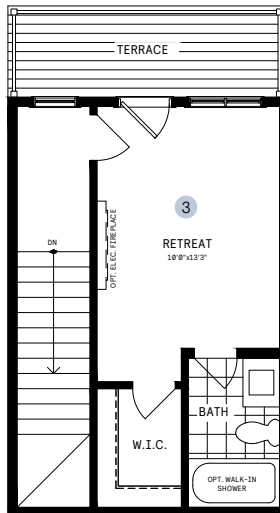 TERRACE
3
DN
OPT. ELEC. FIREPLACE
RETREAT
10'0"x13'3"
BATH
W.I.C.
OPT. WALK-IN
SHOWER